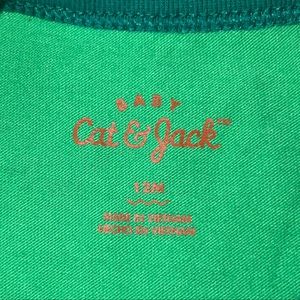 BABY
Cat & Jack™
12M
MADE IN VIETNAM
HECHO EN VIETNAM